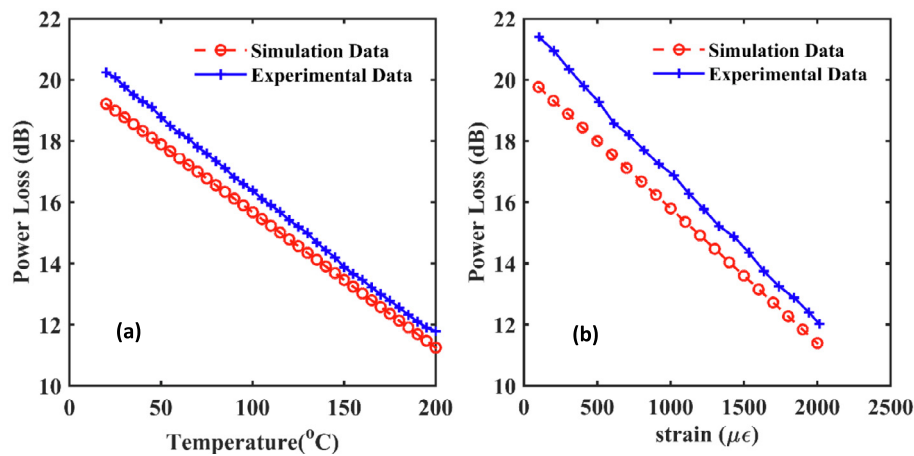 22
20
18
16
14
12
10
Power Loss (dB)
Simulation Data
Experimental Data
(a)
0
50
100
150
200
Temperature(°C)
22
20
18
16
14
12
10
Power Loss (dB)
Simulation Data
Experimental Data
(b)
0
500
1000
1500
2000
2500
strain (με)